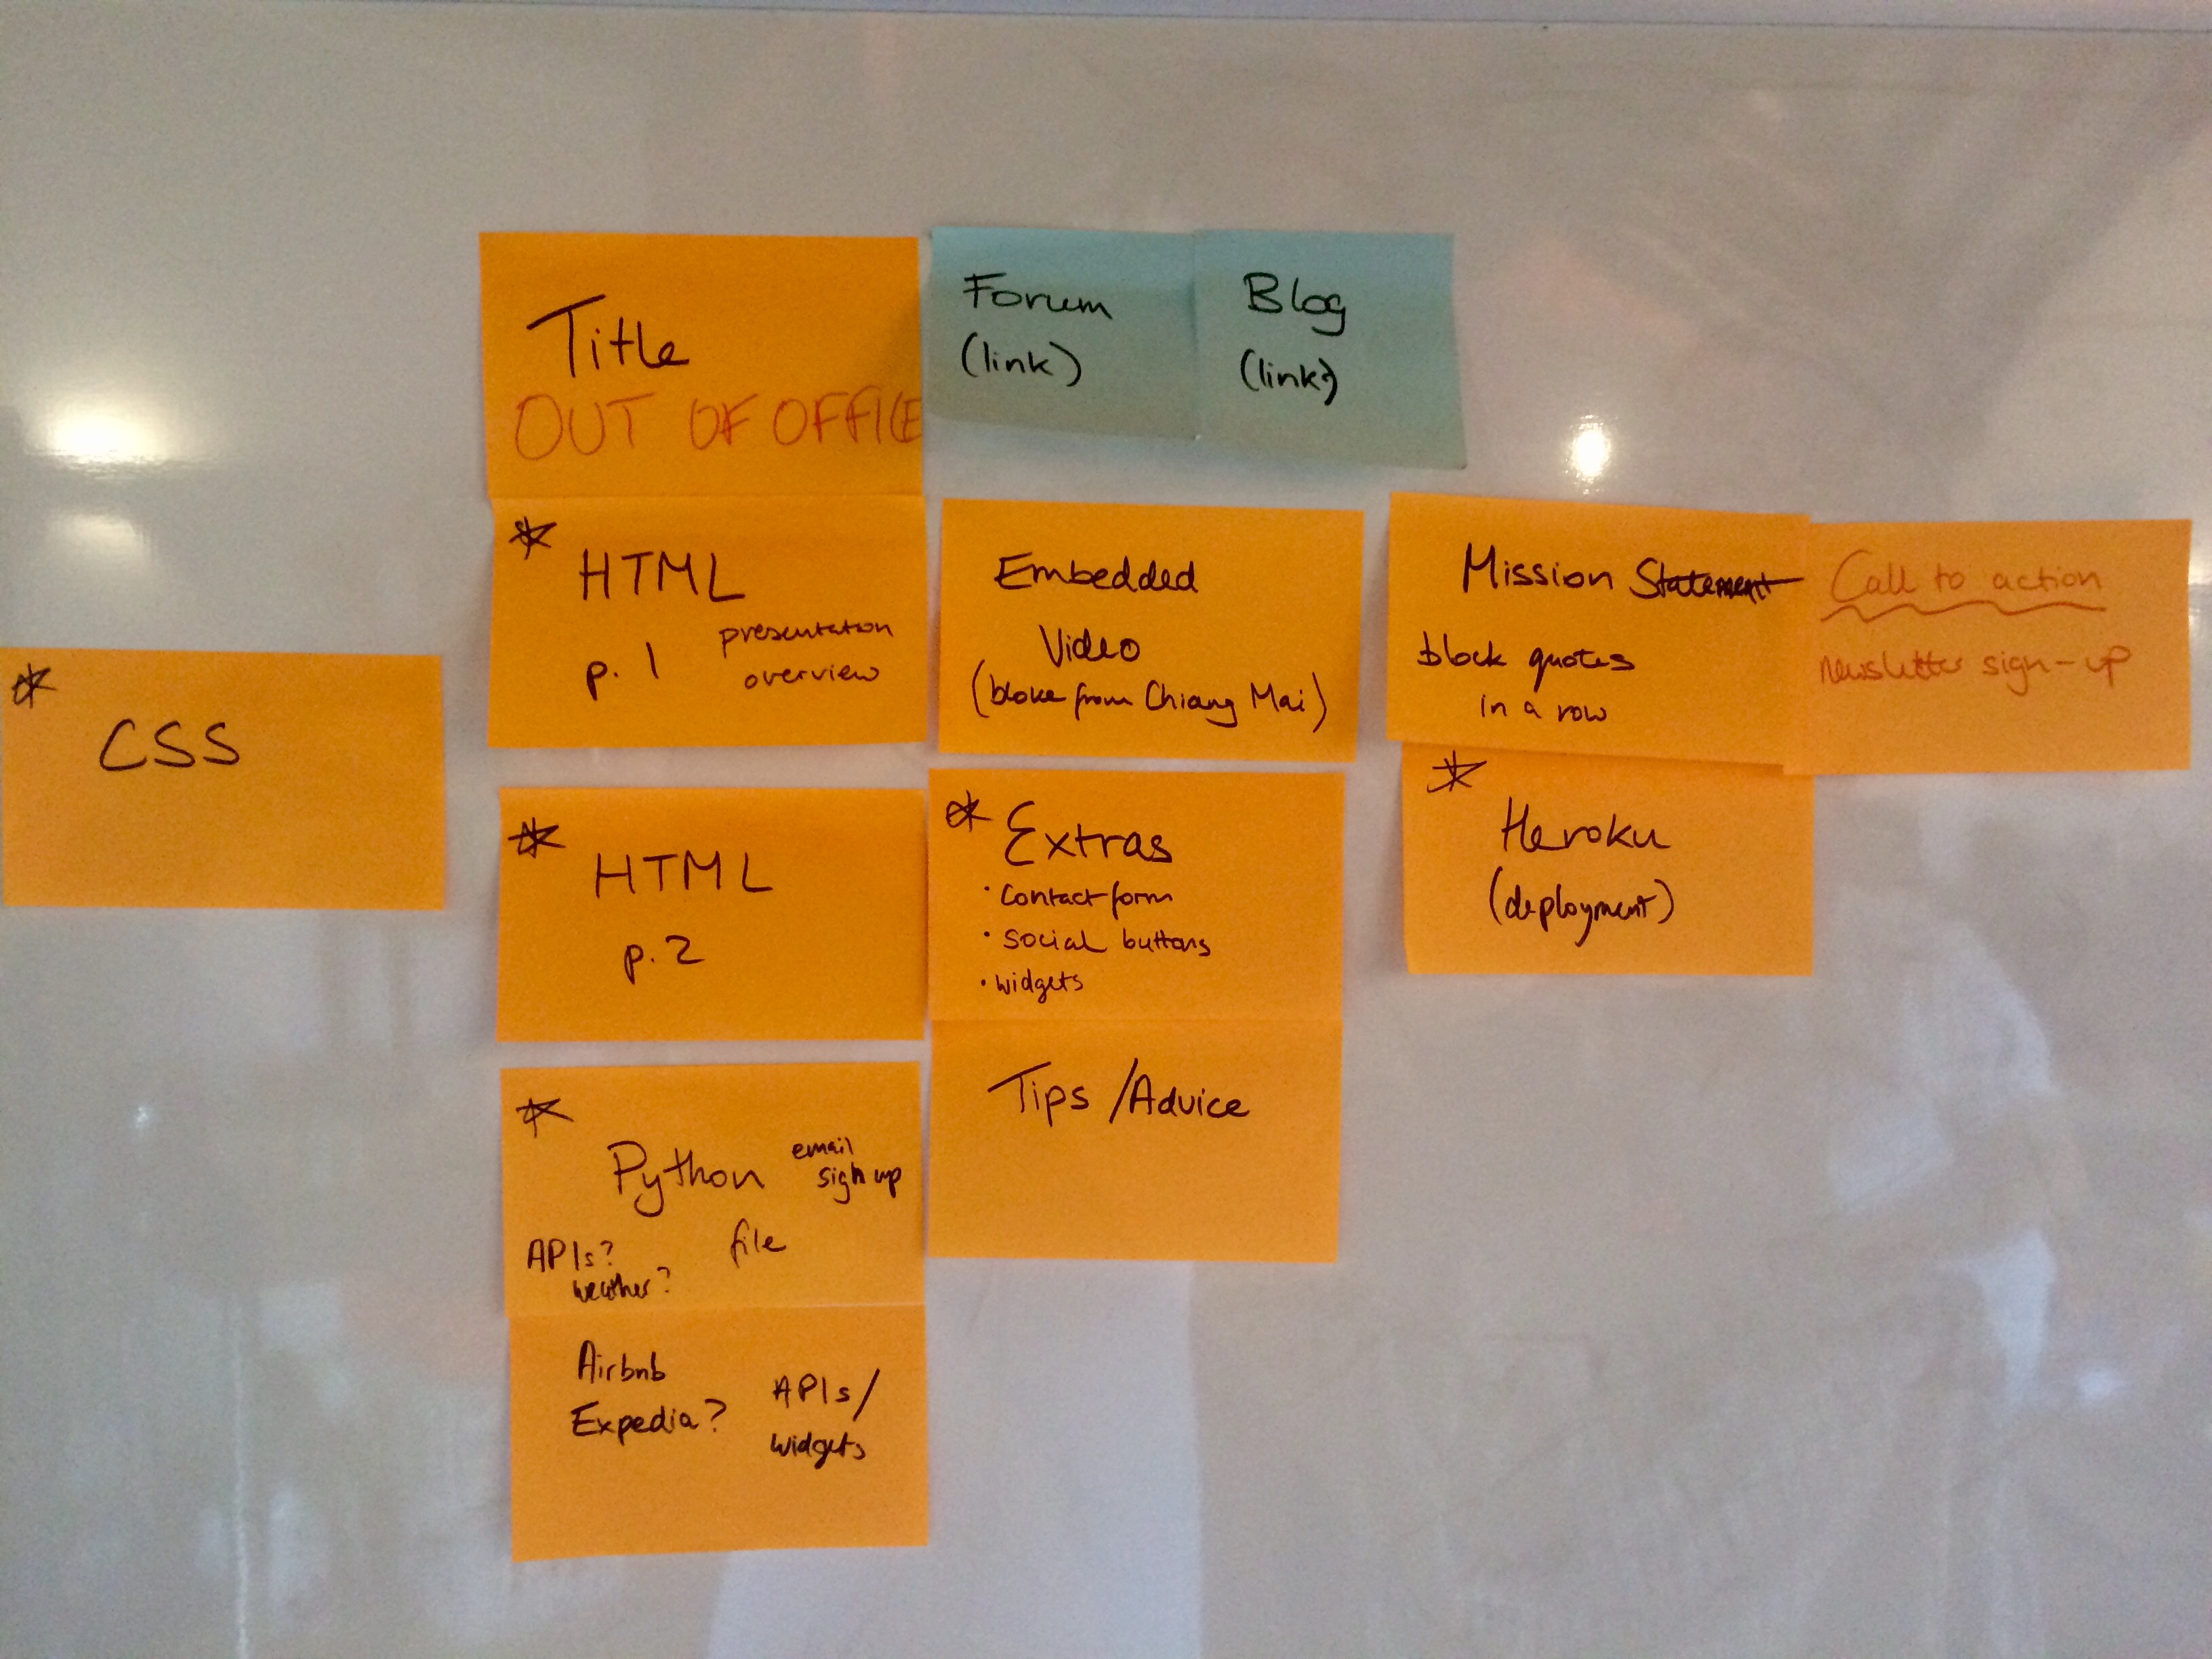 Title
OUT OF OFFICE
Forum
(link)
Blog
(link)
HTML
p. 1
presentation
overview
Embedded
Video
(bloke from Chiang Mai)
Mission Statement
block quotes
in a row
Call to action
newsletter sign-up
CSS
HTML
p. 2
Extras
· Contact form
· social buttons
· widgets
Heroku
(deployment)
Python
email
sign up
file
APIs?
weather?
Tips / Advice
Airbnb
Expedia?
APIs/
widgets